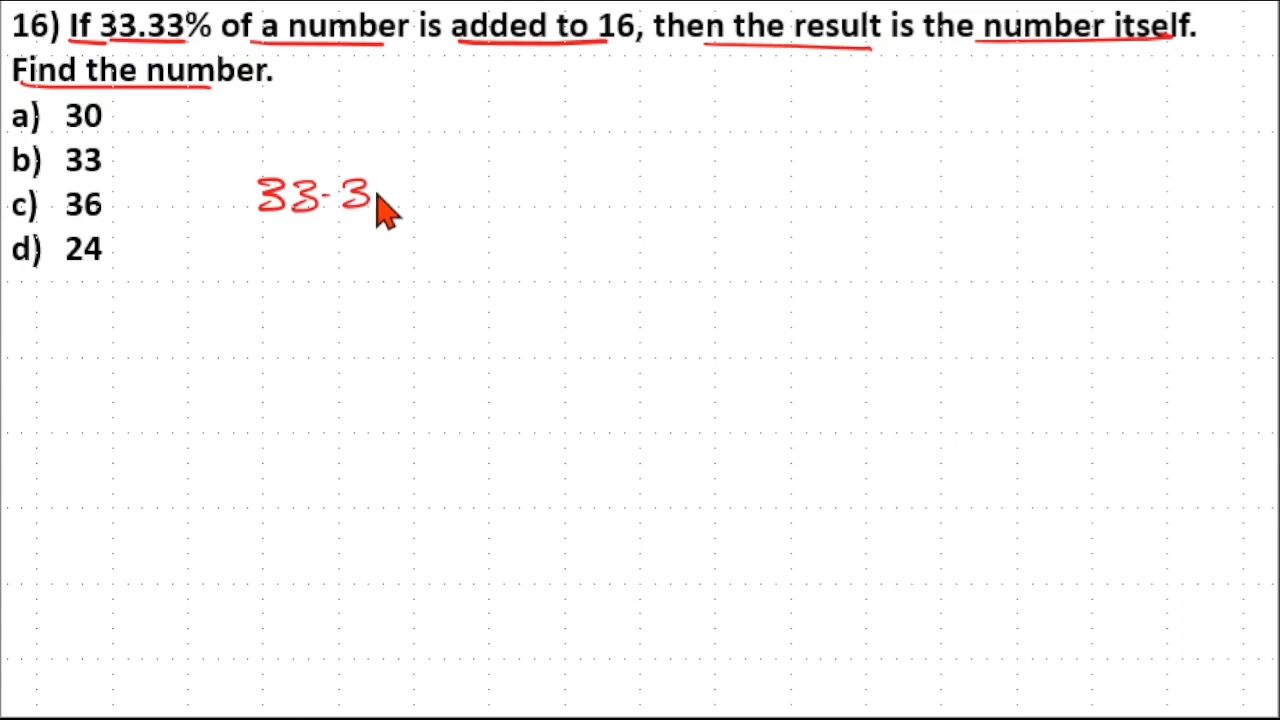 16) If 33.33% of a number is added to 16, then the result is the number itself.
Find the number.
a) 30
b) 33
c) 36
d) 24
33.3